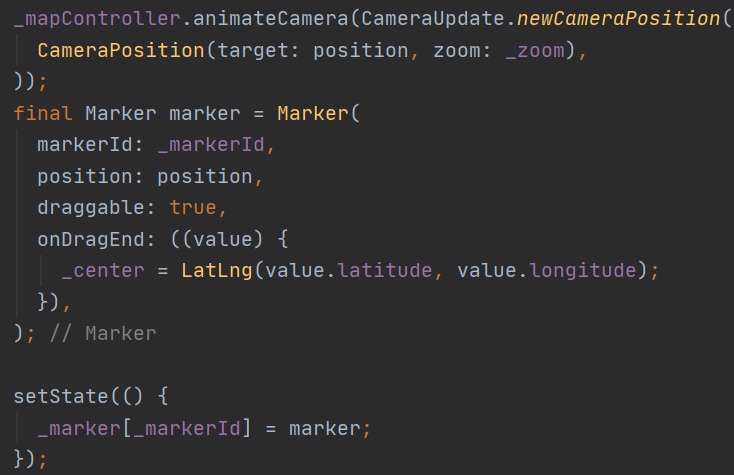 _mapController.animateCamera(CameraUpdate.newCameraPosition(
  CameraPosition(target: position, zoom: _zoom),
));
final Marker marker = Marker(
  markerId: _markerId,
  position: position,
  draggable: true,
  onDragEnd: ((value) {
    _center = LatLng(value.latitude, value.longitude);
  }),
); // Marker

setState(() {
  _marker[_markerId] = marker;
});